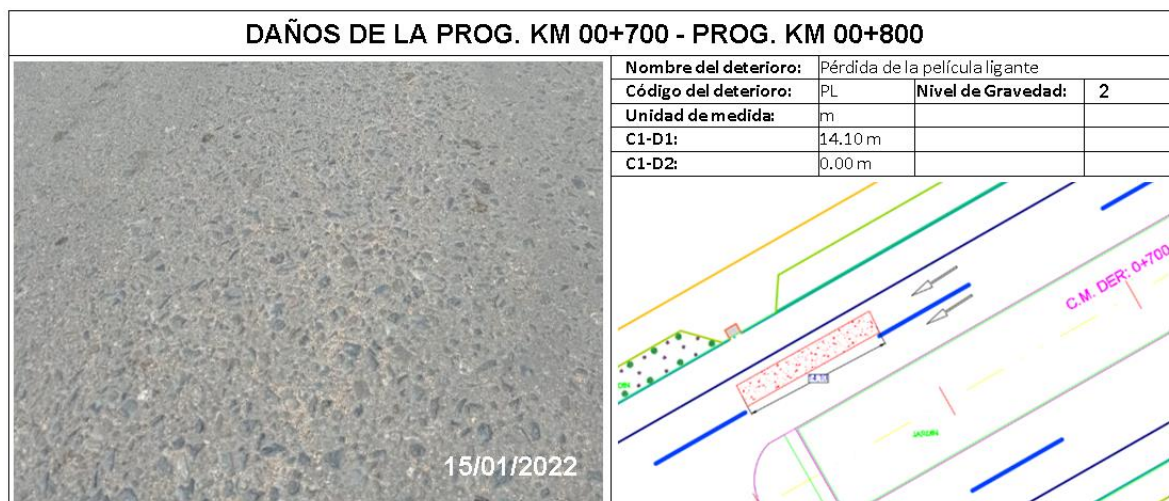 DAÑOS DE LA PROG. KM 00+700 - PROG. KM 00+800
Nombre del deterioro: Pérdida de la película ligante
Código del deterioro: PL Nivel de Gravedad: 2
Unidad de medida: m
C1-D1: 14.10 m
C1-D2: 0.00 m
C.M. DER: 0+700
JARDIN
15/01/2022